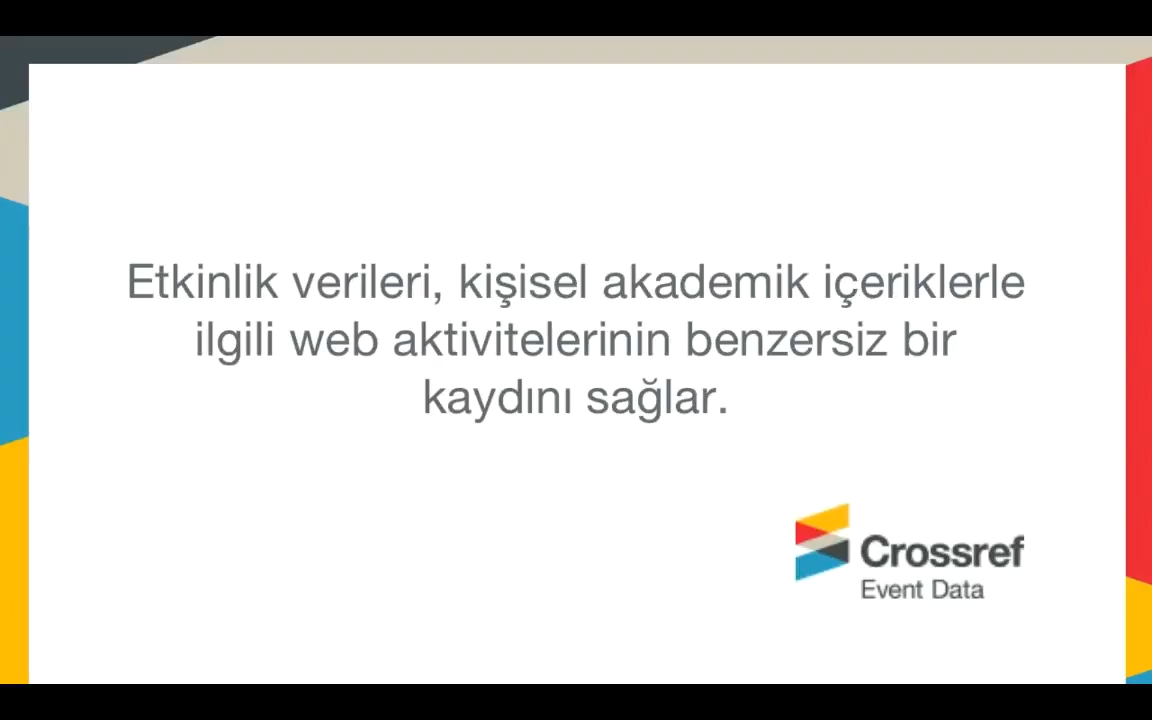 Etkinlik verileri, kişisel akademik içeriklerle
ilgili web aktivitelerinin benzersiz bir
kaydını sağlar.
Crossref
Event Data